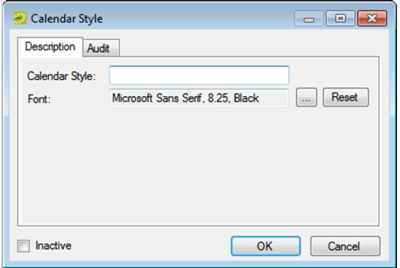 Calendar Style
Description Audit
Calendar Style:
Font: Microsoft Sans Serif, 8.25, Black ... Reset
Inactive OK Cancel